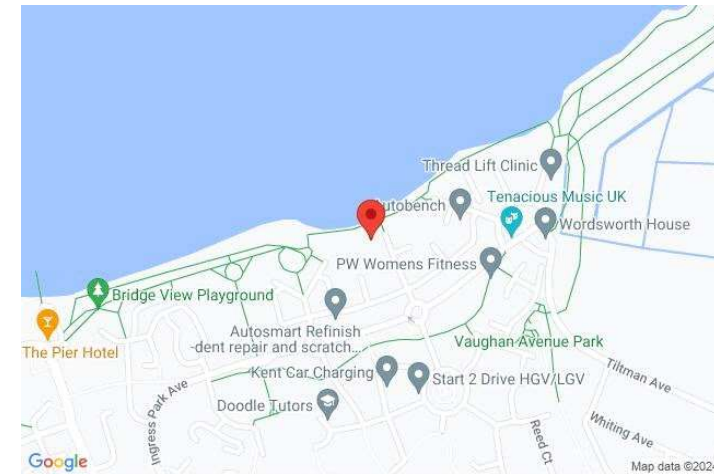 Thread Lift Clinic
Tenacious Music UK
utobench
Wordsworth House
PW Womens Fitness
Bridge View Playground
The Pier Hotel
Autosmart Refinish
-dent repair and scratch...
Vaughan Avenue Park
Kent Car Charging
Start 2 Drive HGV/LGV
Doodle Tutors
Ingress Park Ave
Tiltman Ave
Whiting Ave
Reed Ct
Google
Map data ©202